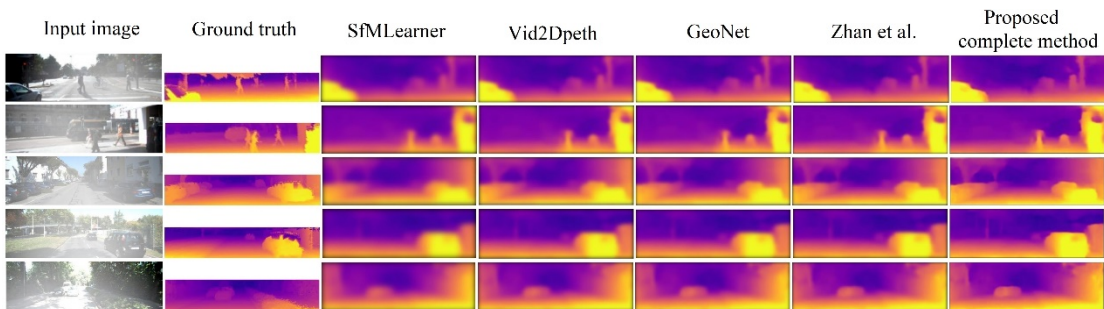 Input image
Ground truth
SfMLearner
Vid2Dpeth
GeoNet
Zhan et al.
Proposed
complete method